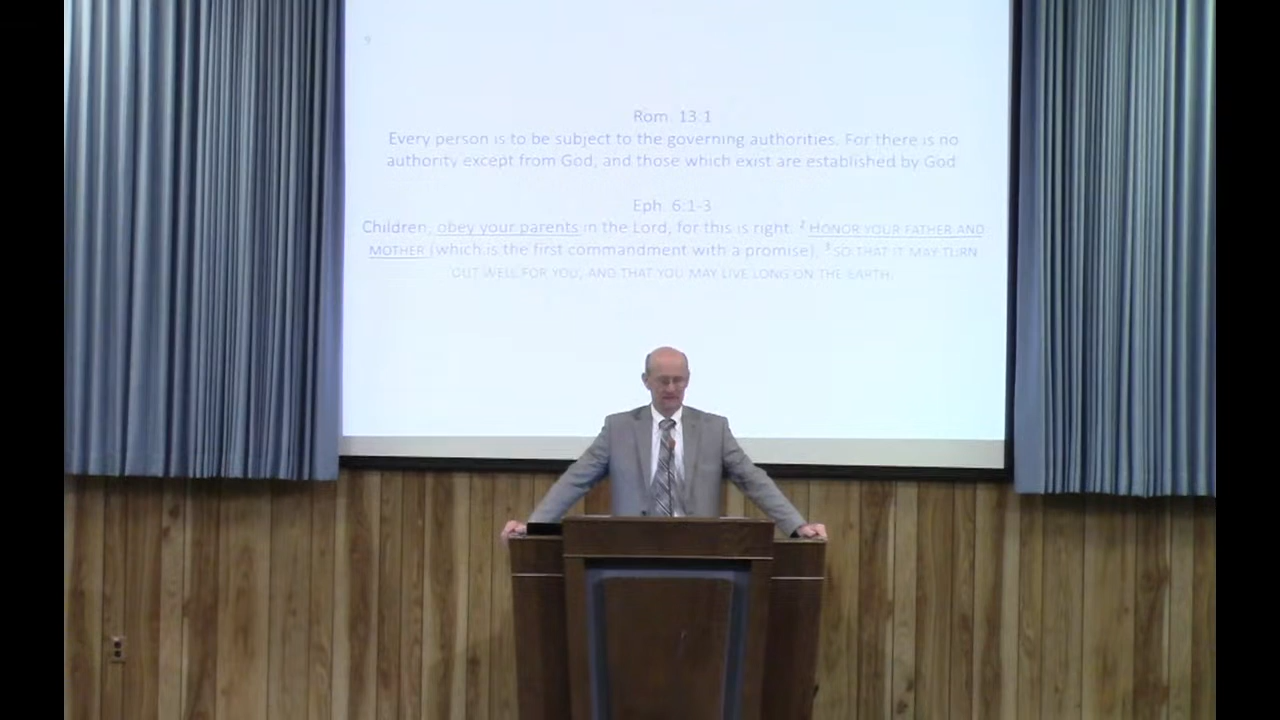 9
Rom. 13:1
Every person is to be subject to the governing authorities. For there is no
authority except from God, and those which exist are established by God
Eph. 6:1-3
Children, obey your parents in the Lord, for this is right. ² HONOR YOUR FATHER AND
MOTHER (which is the first commandment with a promise), ³ SO THAT IT MAY TURN
OUT WELL FOR YOU, AND THAT YOU MAY LIVE LONG ON THE EARTH.